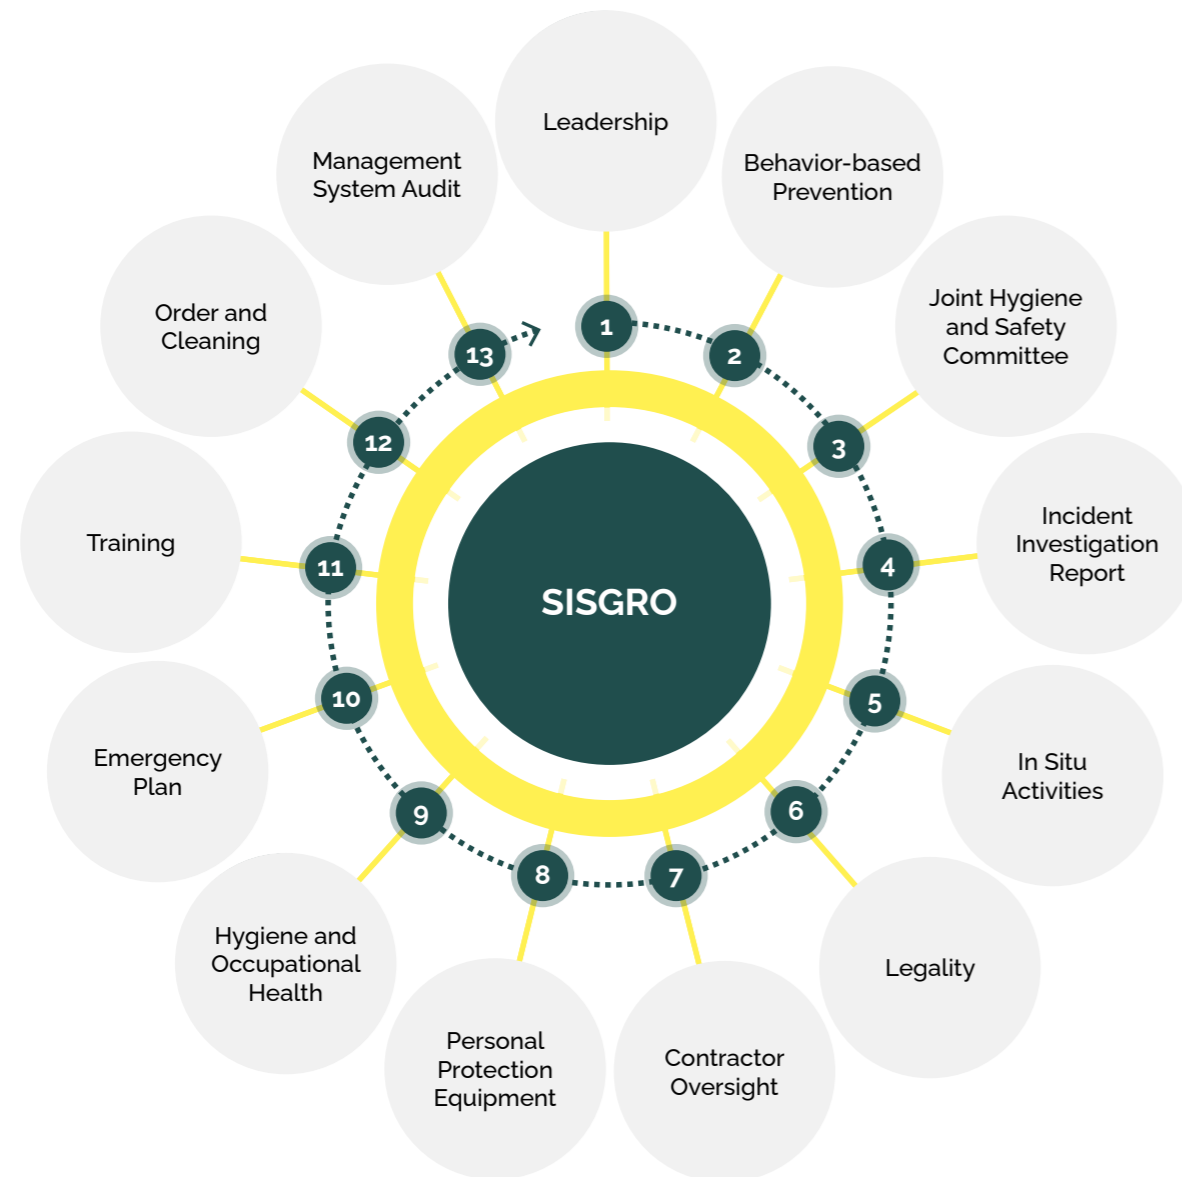 Leadership
1
Behavior-based
Prevention
2
Joint Hygiene
and Safety
Committee
3
Incident
Investigation
Report
4
In Situ
Activities
5
Legality
6
Contractor
Oversight
7
Personal
Protection
Equipment
8
Hygiene and
Occupational
Health
9
Emergency
Plan
10
Training
11
Order and
Cleaning
12
Management
System Audit
13
SISGRO